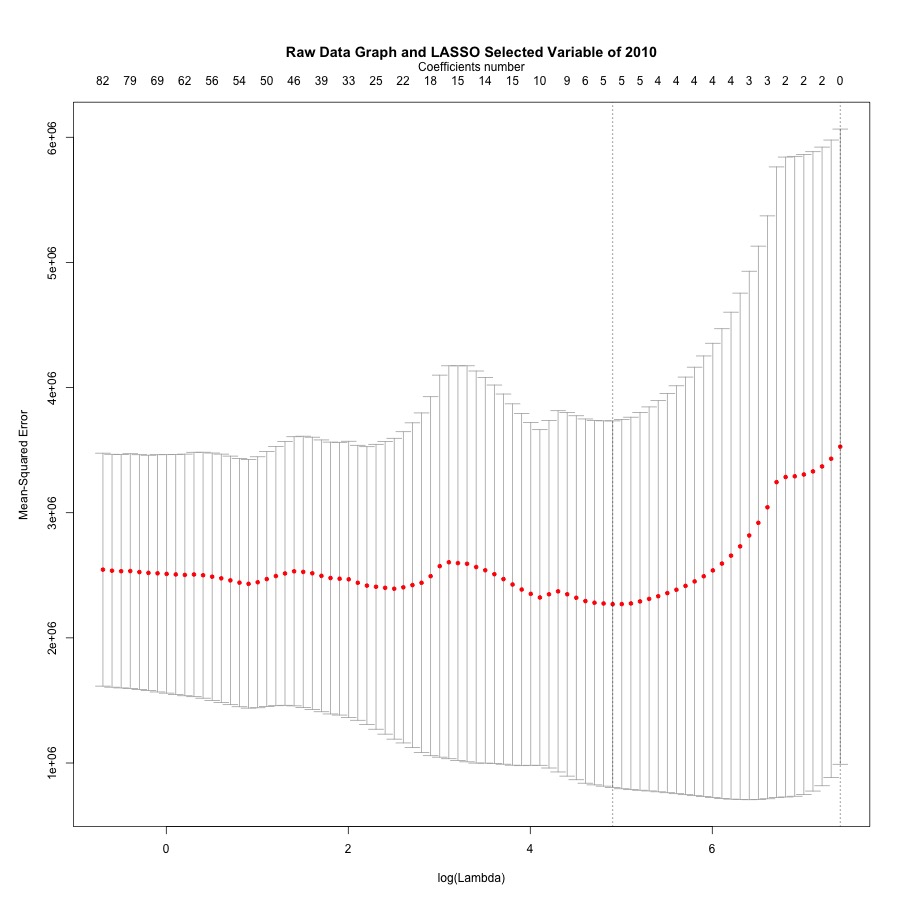 Raw Data Graph and LASSO Selected Variable of 2010
Coefficients number
82 79 69 62 56 54 50 46 39 33 25 22 18 15 14 15 10 9 6 5 5 5 4 4 4 3 3 2 2 2 0
6e+06
5e+06
4e+06
3e+06
2e+06
1e+06
Mean-Squared Error
0 2 4 6
log(Lambda)